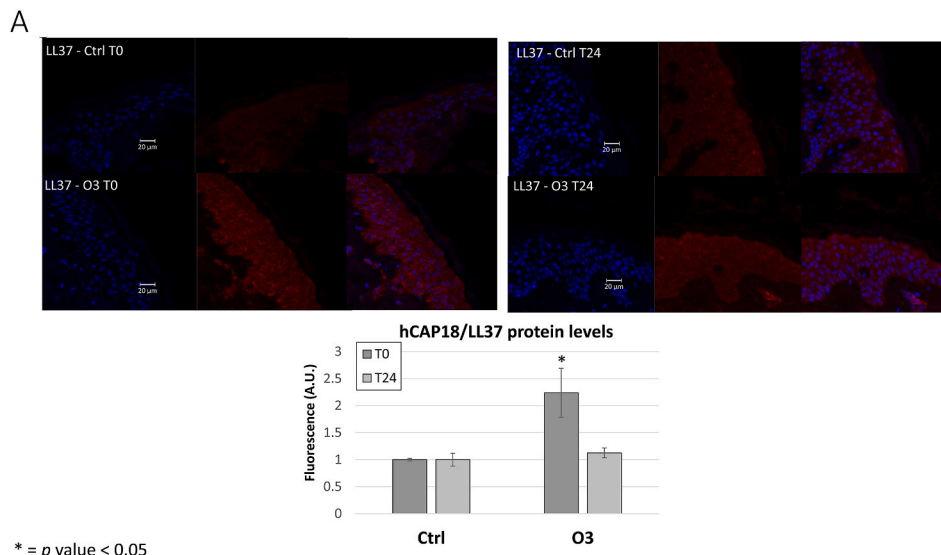 A
LL37 - Ctrl T0
20 µm
LL37 - Ctrl T24
20 µm
LL37 - O3 T0
20 µm
LL37 - O3 T24
20 µm
hCAP18/LL37 protein levels
Fluorescence (A.U.)
3
2.5
2
1.5
1
0.5
0
T0
T24
*
Ctrl
O3
* = p value < 0.05